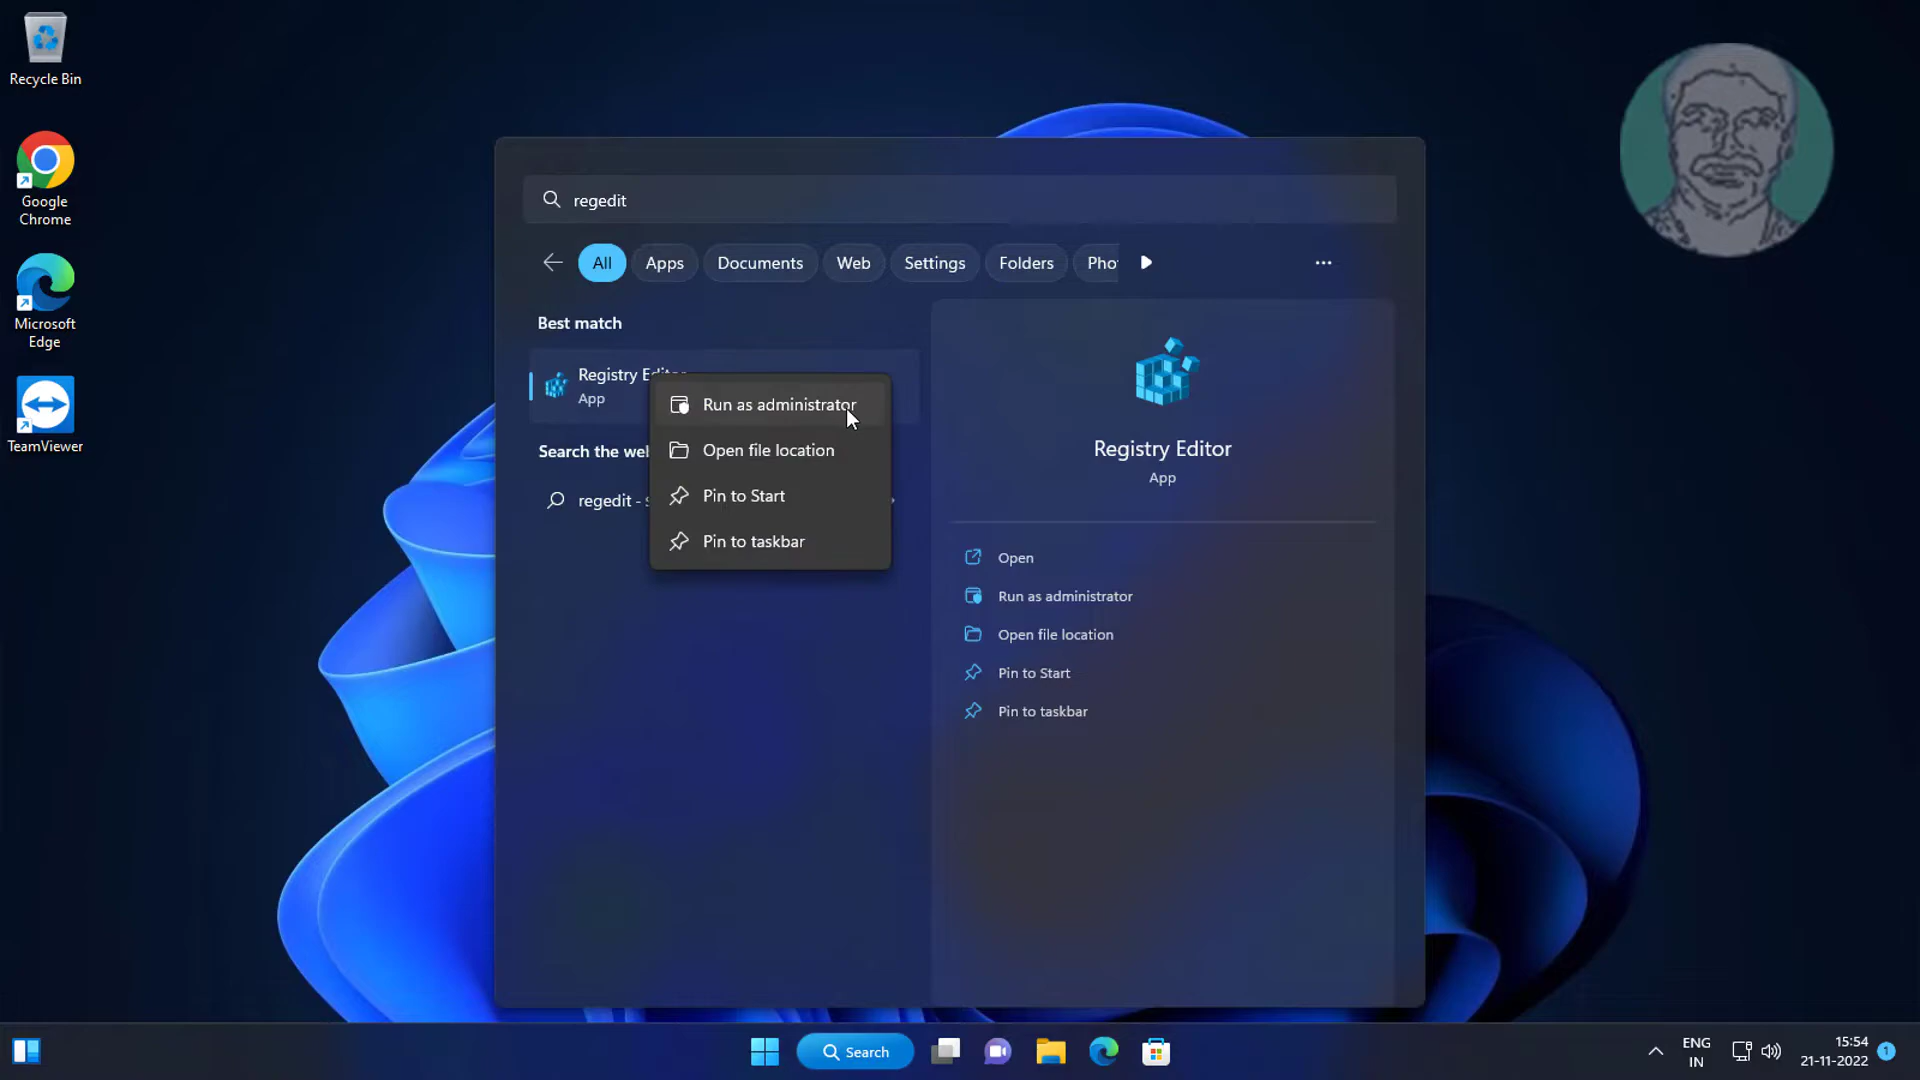 Recycle Bin
Google
Chrome
Microsoft
Edge
TeamViewer
regedit
All
Apps
Documents
Web
Settings
Folders
Pho
Best match
Registry
App
Run as administrator
Open file location
Pin to Start
Pin to taskbar
Search the
regedit -
Registry Editor
App
Open
Run as administrator
Open file location
Pin to Start
Pin to taskbar
Search
ENG
IN
15:54
21-11-2022
1